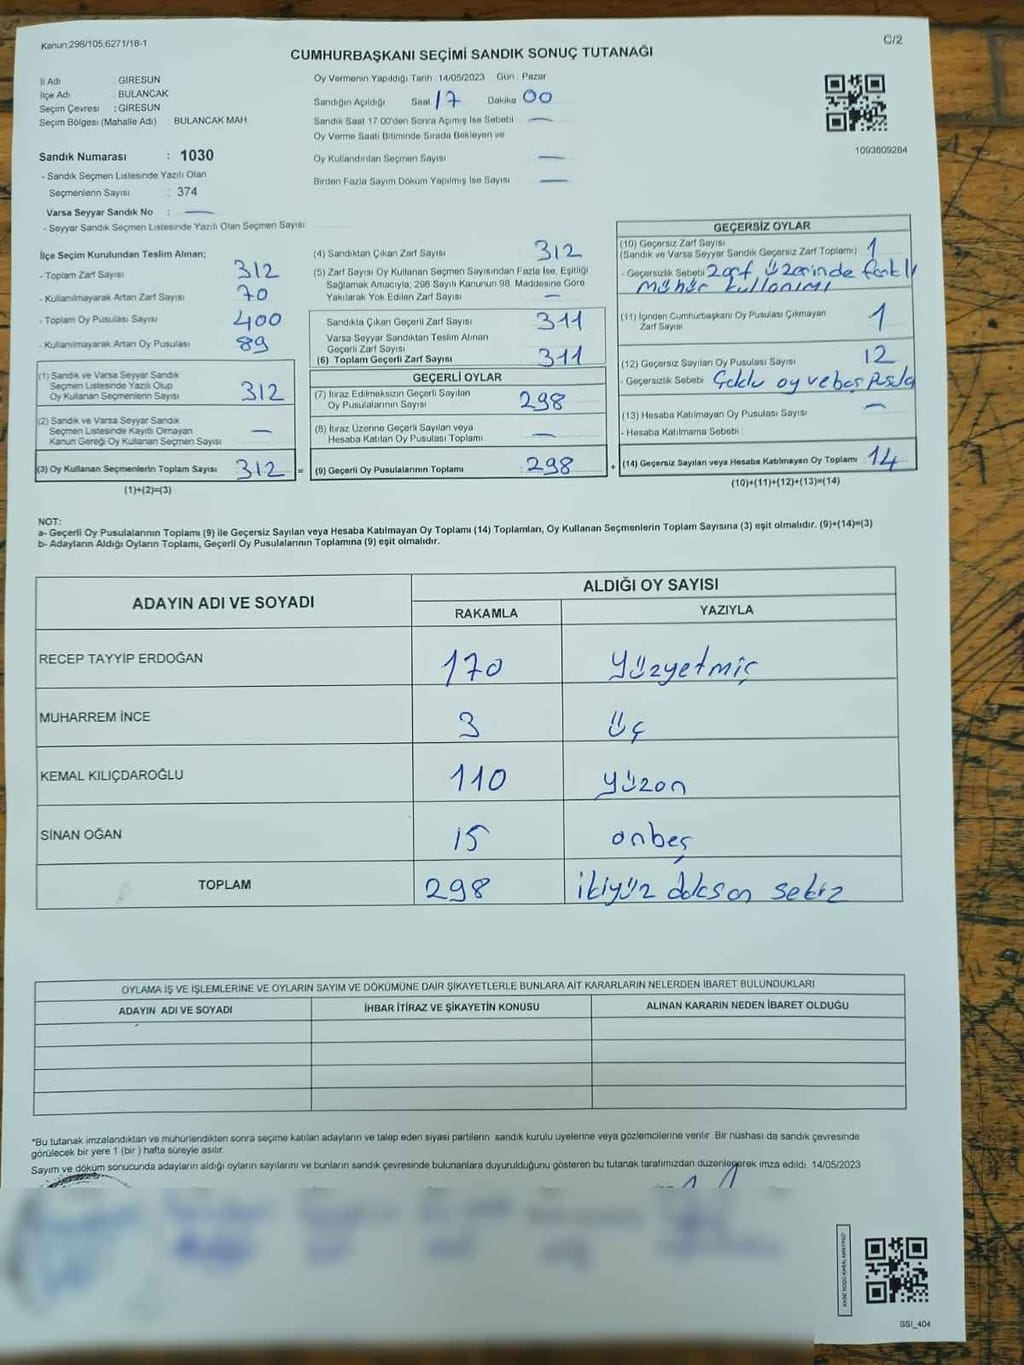 Kanun:298/105;6271/18-1
C/2
CUMHURBAŞKANI SEÇİMİ SANDIK SONUÇ TUTANAĞI
İl Adı GİRESUN
İlçe Adı : BULANCAK
Seçim Çevresi : GİRESUN
Seçim Bölgesi (Mahalle Adı) : BULANCAK MAH.
Oy Vermenin Yapıldığı Tarih :14/05/2023 Gün : Pazar
Sandığın Açıldığı Saat 17 Dakika 00
Sandık Saat 17:00'den Sonra Açılmış İse Sebebi —
Oy Verme Saati Bitiminde Sırada Bekleyen ve
Oy Kullandırılan Seçmen Sayısı —
Birden Fazla Sayım Döküm Yapılmış İse Sayısı —
1093809284
Sandık Numarası : 1030
- Sandık Seçmen Listesinde Yazılı Olan
Seçmenlerin Sayısı : 374
Varsa Seyyar Sandık No : —
- Seyyar Sandık Seçmen Listesinde Yazılı Olan Seçmen Sayısı
İlçe Seçim Kurulundan Teslim Alınan;
- Toplam Zarf Sayısı 312
- Kullanılmayarak Artan Zarf Sayısı 70
- Toplam Oy Pusulası Sayısı 400
- Kullanılmayarak Artan Oy Pusulası 89
(1) Sandık ve Varsa Seyyar Sandık
Seçmen Listesinde Yazılı Olup
Oy Kullanan Seçmenlerin Sayısı 312
(2) Sandık ve Varsa Seyyar Sandık
Seçmen Listesinde Kayıtlı Olmayan
Kanun Gereği Oy Kullanan Seçmen Sayısı —
(3) Oy Kullanan Seçmenlerin Toplam Sayısı 312 =
(1)+(2)=(3)
(4) Sandıktan Çıkan Zarf Sayısı 312
(5) Zarf Sayısı Oy Kullanan Seçmen Sayısından Fazla İse, Eşitliği
Sağlamak Amacıyla, 298 Sayılı Kanunun 98. Maddesine Göre
Yakılarak Yok Edilen Zarf Sayısı —
Sandıkta Çıkan Geçerli Zarf Sayısı 311
Varsa Seyyar Sandıktan Teslim Alınan
Geçerli Zarf Sayısı
(6) Toplam Geçerli Zarf Sayısı 311
GEÇERLİ OYLAR
(7) İtiraz Edilmeksizin Geçerli Sayılan
Oy Pusulalarının Sayısı 298
(8) İtiraz Üzerine Geçerli Sayılan veya
Hesaba Katılan Oy Pusulası Toplamı —
(9) Geçerli Oy Pusulalarının Toplamı 298 +
GEÇERSİZ OYLAR
(10) Geçersiz Zarf Sayısı
(Sandık ve Varsa Seyyar Sandık Geçersiz Zarf Toplamı) 1
- Geçersizlik Sebebi Zarf üzerinde farklı
mühür kullanımı
(11) İçinden Cumhurbaşkanı Oy Pusulası Çıkmayan
Zarf Sayısı 1
(12) Geçersiz Sayılan Oy Pusulası Sayısı 12
- Geçersizlik Sebebi Çoklu oy ve boş pusula
(13) Hesaba Katılmayan Oy Pusulası Sayısı —
- Hesaba Katılmama Sebebi
(14) Geçersiz Sayılan veya Hesaba Katılmayan Oy Toplamı 14
(10)+(11)+(12)+(13)=(14)
NOT:
a- Geçerli Oy Pusulalarının Toplamı (9) ile Geçersiz Sayılan veya Hesaba Katılmayan Oy Toplamı (14) Toplamları, Oy Kullanan Seçmenlerin Toplam Sayısına (3) eşit olmalıdır. (9)+(14)=(3)
b- Adayların Aldığı Oyların Toplamı, Geçerli Oy Pusulalarının Toplamına (9) eşit olmalıdır.
ADAYIN ADI VE SOYADI
ALDIĞI OY SAYISI
RAKAMLA YAZIYLA
RECEP TAYYİP ERDOĞAN 170 Yüzyetmiş
MUHARREM İNCE 3 üç
KEMAL KILIÇDAROĞLU 110 yüzon
SİNAN OĞAN 15 onbeş
TOPLAM 298 ikiyüz doksan sekiz
OYLAMA İŞ VE İŞLEMLERİNE VE OYLARIN SAYIM VE DÖKÜMÜNE DAİR ŞİKAYETLERLE BUNLARA AİT KARARLARIN NELERDEN İBARET BULUNDUKLARI
ADAYIN ADI VE SOYADI İHBAR İTİRAZ VE ŞİKAYETİN KONUSU ALINAN KARARIN NEDEN İBARET OLDUĞU
*Bu tutanak imzalandıktan ve mühürlendikten sonra seçime katılan adayların ve talep eden siyasi partilerin sandık kurulu üyelerine veya gözlemcilerine verilir. Bir nüshası da sandık çevresinde
görülecek bir yere 1 (bir ) hafta süreyle asılır.
Sayım ve döküm sonucunda adayların aldığı oyların sayılarını ve bunların sandık çevresinde bulunanlara duyurulduğunu gösteren bu tutanak tarafımızdan düzenlenerek imza edildi. 14/05/2023
KARE KODU KARALAMAYINIZ!
SSI_404